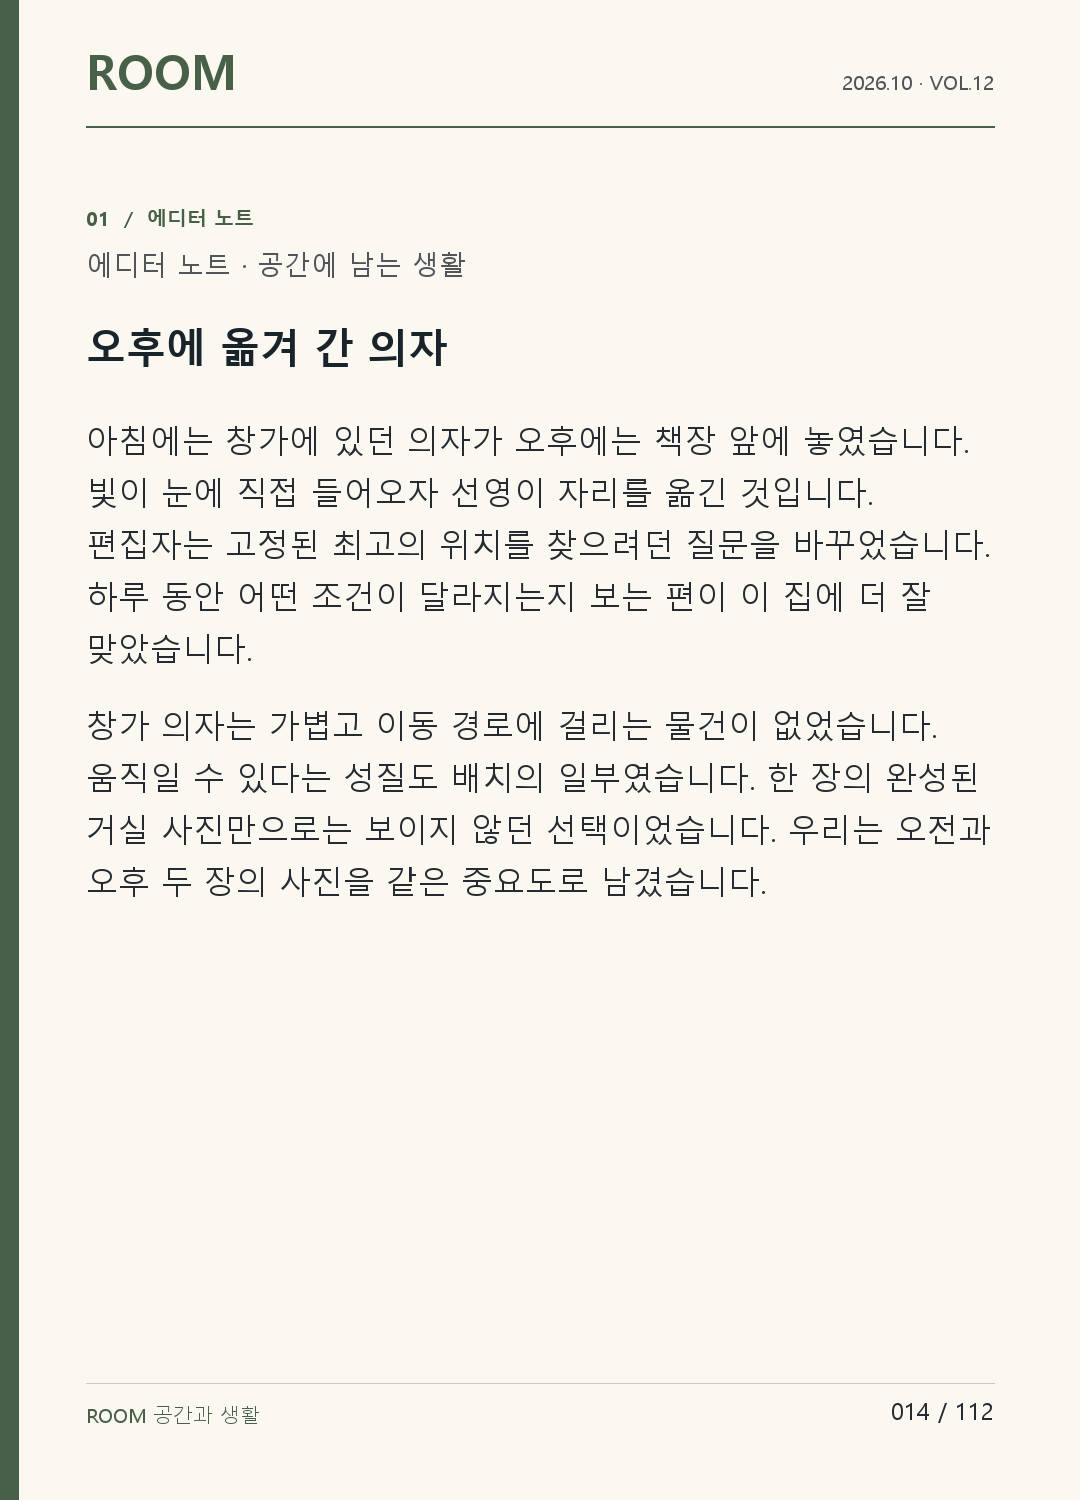 ROOM
2026.10 · VOL.12
01 / 에디터 노트
에디터 노트 · 공간에 남는 생활
오후에 옮겨 간 의자
아침에는 창가에 있던 의자가 오후에는 책장 앞에 놓였습니다.
빛이 눈에 직접 들어오자 선영이 자리를 옮긴 것입니다.
편집자는 고정된 최고의 위치를 찾으려던 질문을 바꾸었습니다.
하루 동안 어떤 조건이 달라지는지 보는 편이 이 집에 더 잘
맞았습니다.
창가 의자는 가볍고 이동 경로에 걸리는 물건이 없었습니다.
움직일 수 있다는 성질도 배치의 일부였습니다. 한 장의 완성된
거실 사진만으로는 보이지 않던 선택이었습니다. 우리는 오전과
오후 두 장의 사진을 같은 중요도로 남겼습니다.
ROOM 공간과 생활
014 / 112